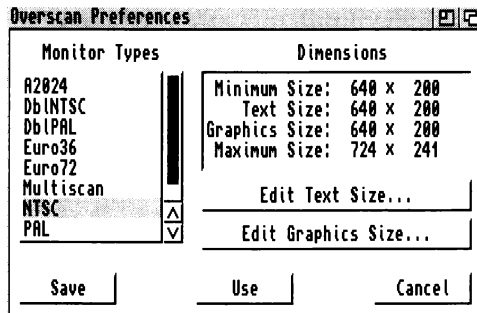 Overscan Preferences
Monitor Types
A2024
DblNTSC
DblPAL
Euro36
Euro72
Multiscan
NTSC
PAL
Dimensions
Minimum Size: 640 x 200
Text Size: 640 x 200
Graphics Size: 640 x 200
Maximum Size: 724 x 241
Edit Text Size...
Edit Graphics Size...
Save
Use
Cancel